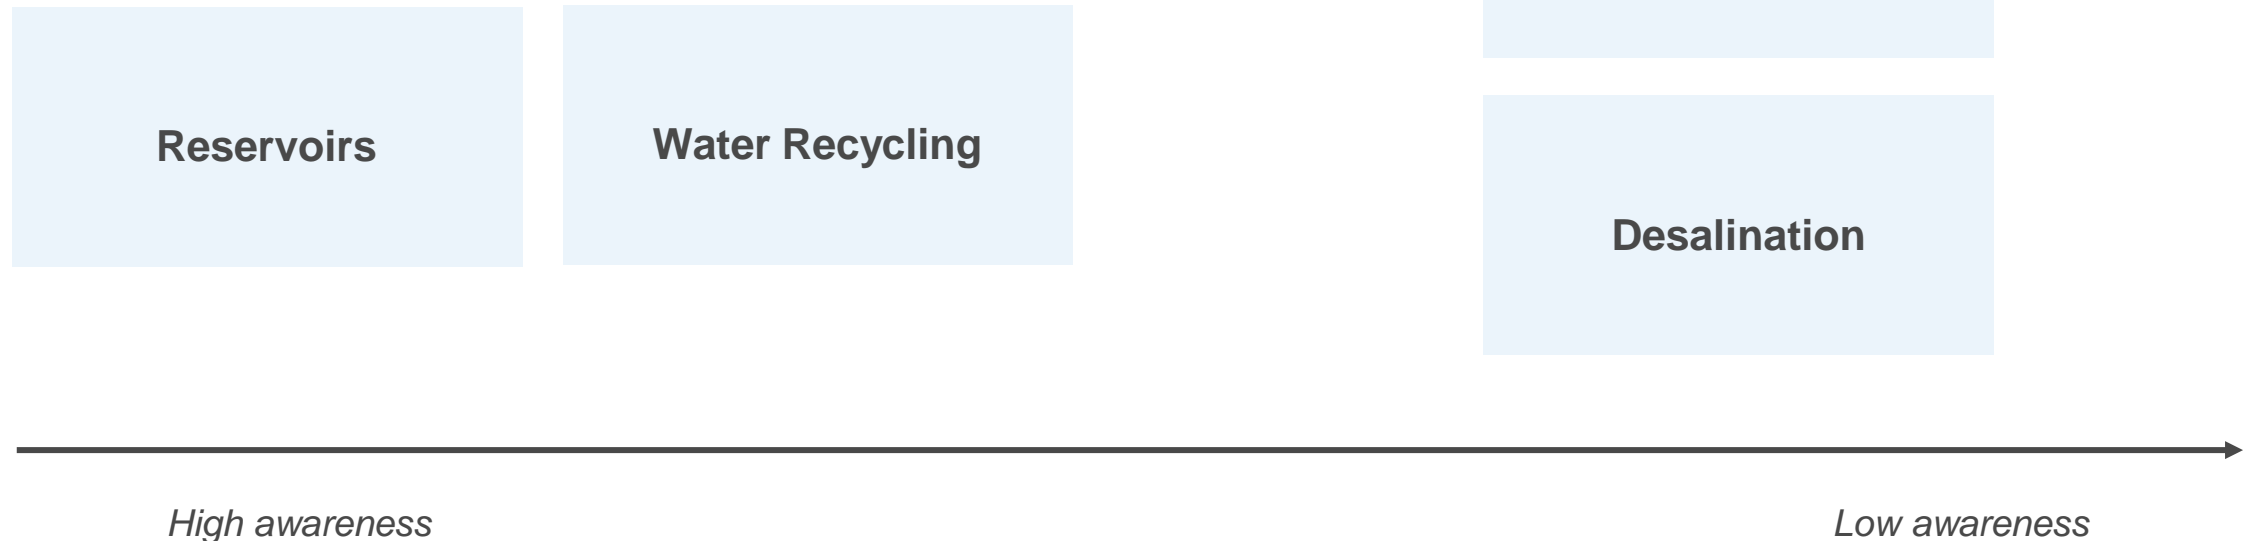 Reservoirs
Water Recycling
Desalination
High awareness
Low awareness